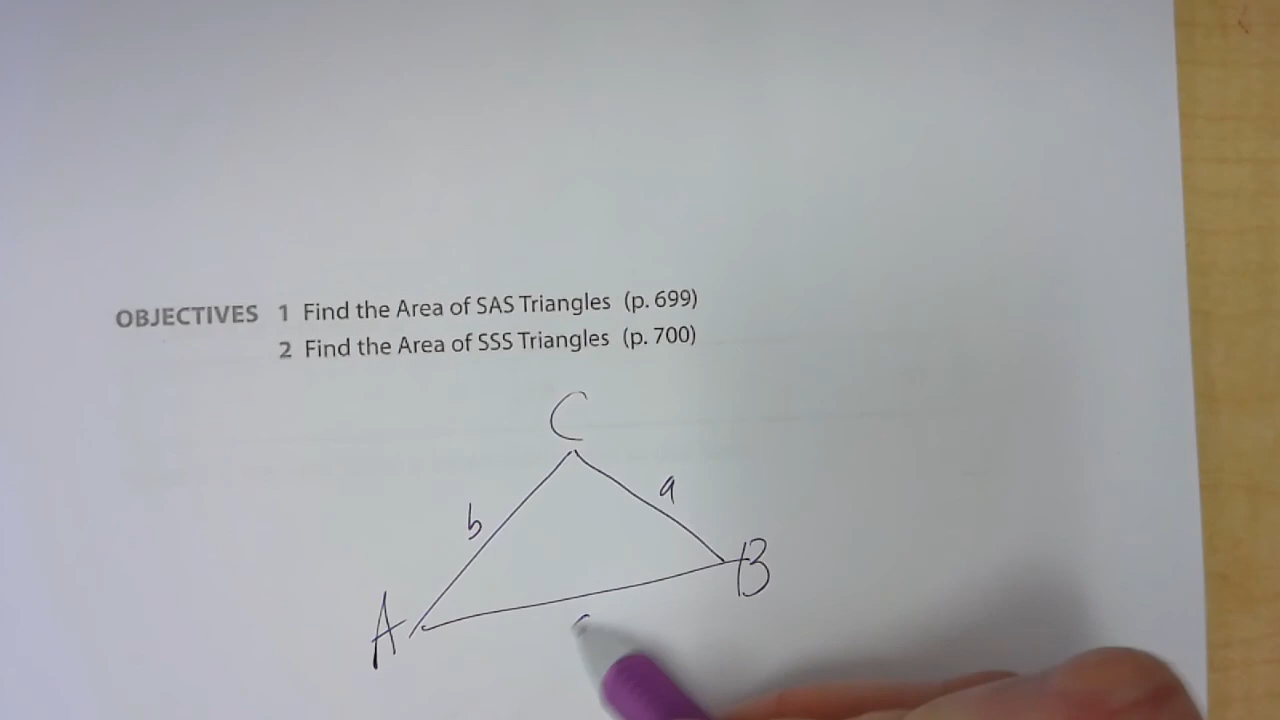 OBJECTIVES 1 Find the Area of SAS Triangles (p. 699)
2 Find the Area of SSS Triangles (p. 700)
C
a
b
B
A